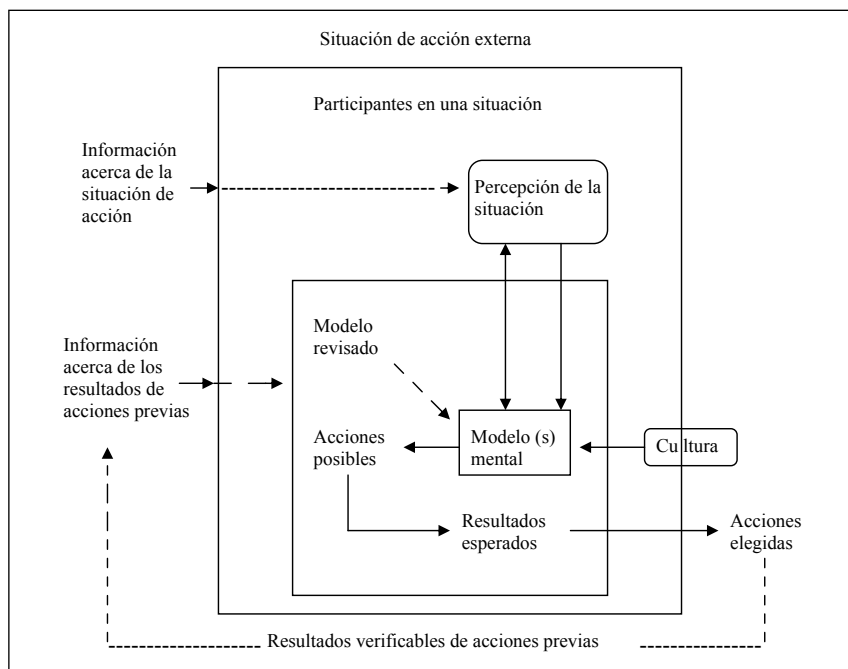 Situación de acción externa
Participantes en una situación
Información
acerca de la
situación de
acción
Percepción de la
situación
Información
acerca de los
resultados de
acciones previas
Modelo
revisado
Acciones
posibles
Modelo (s)
mental
Cultura
Resultados
esperados
Acciones
elegidas
Resultados verificables de acciones previas